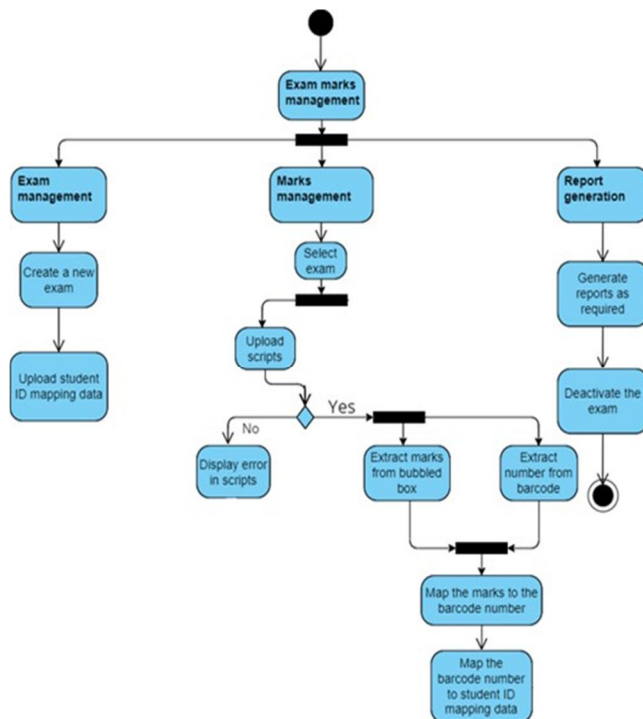 Exam marks
management
Exam
management
Marks
management
Report
generation
Create a new
exam
Select
exam
Generate
reports as
required
Upload student
ID mapping data
Upload
scripts
Deactivate the
exam
No
Yes
Display error
in scripts
Extract marks
from bubbled
box
Extract
number from
barcode
Map the marks to the
barcode number
Map the
barcode number
to student ID
mapping data